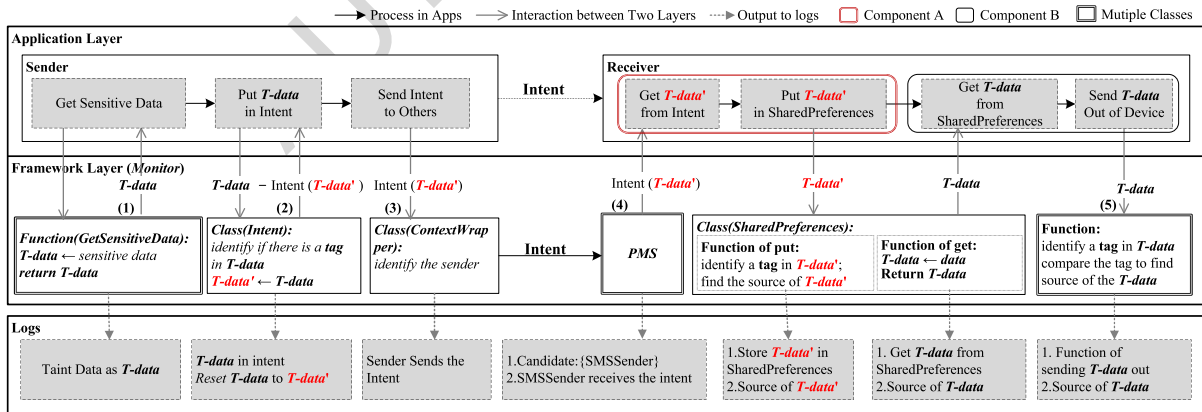 Process in Apps
Interaction between Two Layers
Output to logs
Component A
Component B
Mutiple Classes
Application Layer
Sender
Get Sensitive Data
Put T-data
in Intent
Send Intent
to Others
Intent
Receiver
Get T-data'
from Intent
Put T-data'
in SharedPreferences
Get T-data
from
SharedPreferences
Send T-data
Out of Device
Framework Layer (Monitor)
T-data
(1)
T-data – Intent (T-data' )
(2)
Intent (T-data')
(3)
Intent (T-data')
(4)
T-data'
T-data
T-data
(5)
Function(GetSensitiveData):
T-data ← sensitive data
return T-data
Class(Intent):
identify if there is a tag
in T-data
T-data' ← T-data
Class(ContextWrap
per):
identify the sender
Intent
PMS
Class(SharedPreferences):
Function of put:
identify a tag in T-data';
find the source of T-data'
Function of get:
T-data ← data
Return T-data
Function:
identify a tag in T-data
compare the tag to find
source of the T-data
Logs
Taint Data as T-data
T-data in intent
Reset T-data to T-data'
Sender Sends the
Intent
1.Candidate:{SMSSender}
2.SMSSender receives the intent
1.Store T-data' in
SharedPreferences
2.Source of T-data'
1. Get T-data from
SharedPreferences
2.Source of T-data
1. Function of
sending T-data out
2.Source of T-data